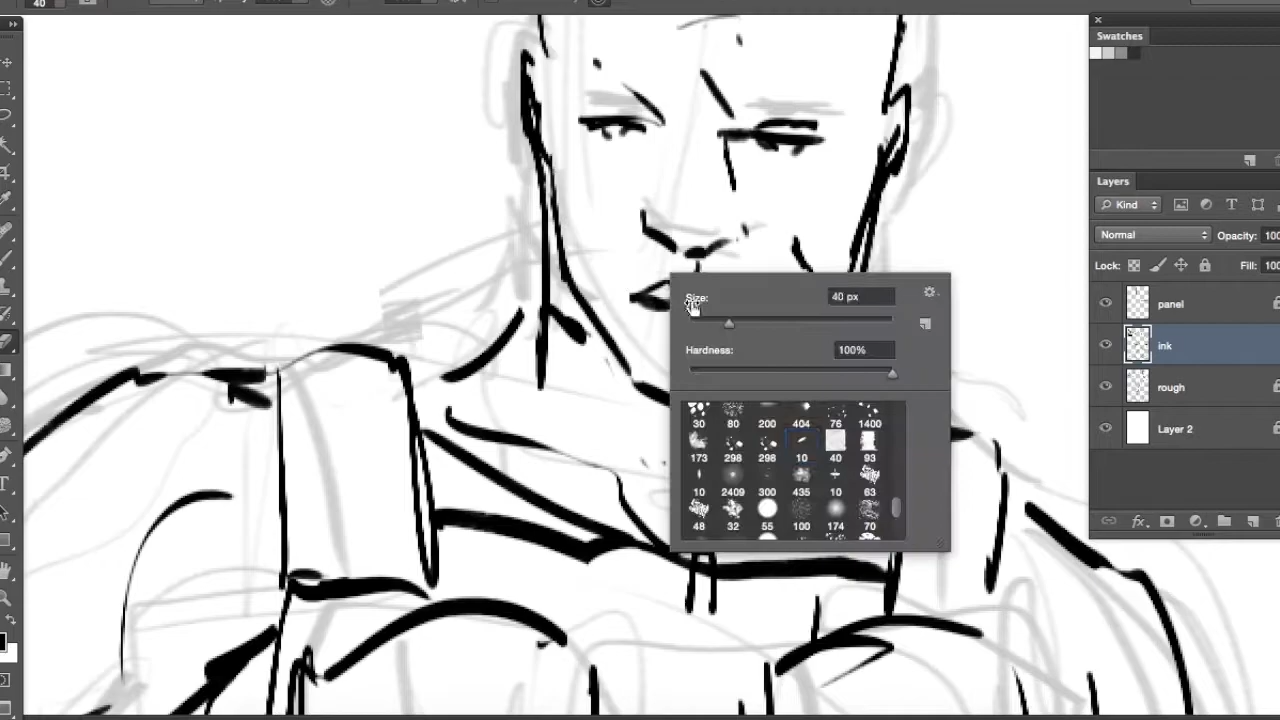 40
Swatches
Layers
Kind
Normal Opacity: 100
Lock: Fill: 100
panel
ink
rough
Layer 2
Size: 40 px
Hardness: 100%
30 80 200 404 76 1400
173 298 298 10 40 93
10 2409 300 435 10 63
48 32 55 100 174 70